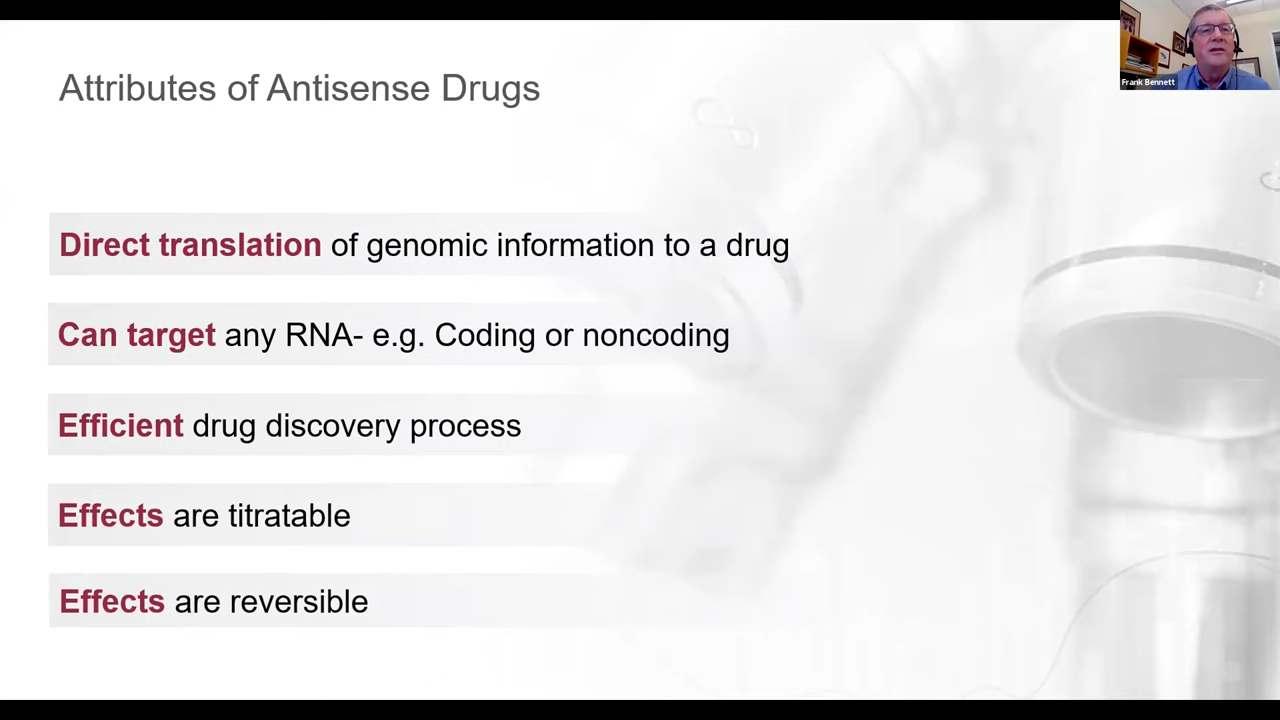 Attributes of Antisense Drugs
Frank Bennett
Direct translation of genomic information to a drug
Can target any RNA- e.g. Coding or noncoding
Efficient drug discovery process
Effects are titratable
Effects are reversible